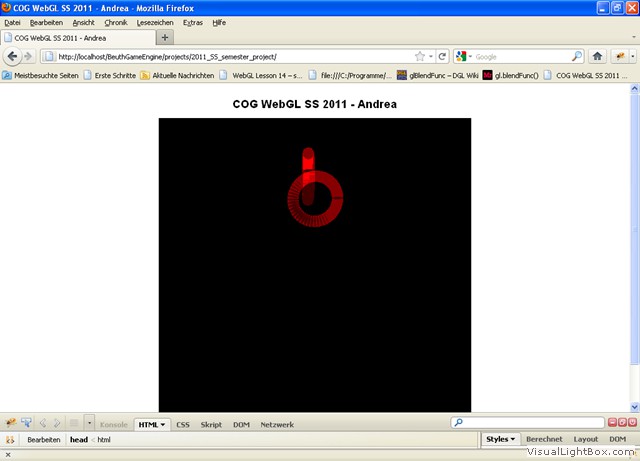 COG WebGL SS 2011 - Andrea - Mozilla Firefox
Datei Bearbeiten Ansicht Chronik Lesezeichen Extras Hilfe
COG WebGL SS 2011 - Andrea
http://localhost/BeuthGameEngine/projects/2011_SS_semester_project/
Google
Meistbesuchte Seiten Erste Schritte Aktuelle Nachrichten WebGL Lesson 14 – s... file:///C:/Programme/... glBlendFunc – DGL Wiki gl.blendFunc() COG WebGL SS 2011 ...
COG WebGL SS 2011 - Andrea
Konsole HTML CSS Skript DOM Netzwerk
Bearbeiten head < html
Styles Berechnet Layout DOM
VisualLightBox.com